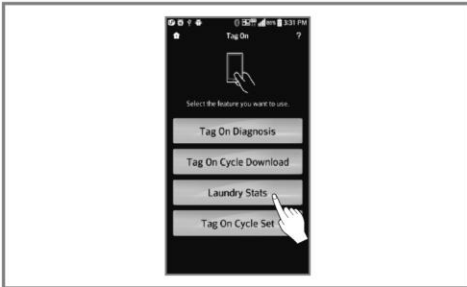 3:31 PM
Tag On
?
Select the feature you want to use.
Tag On Diagnosis
Tag On Cycle Download
Laundry Stats
Tag On Cycle Set